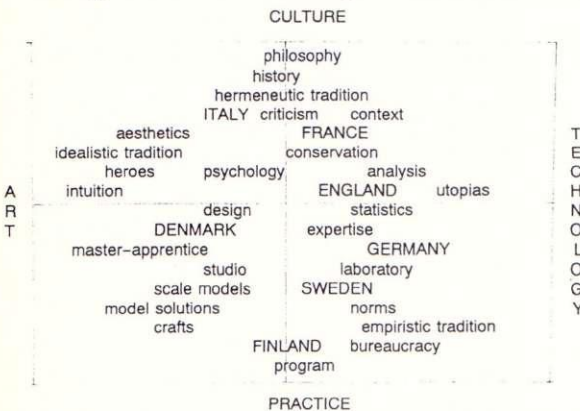 CULTURE
philosophy
history
hermeneutic tradition
ITALY criticism context
aesthetics FRANCE
idealistic tradition conservation
heroes psychology analysis
intuition ENGLAND utopias
design statistics
DENMARK expertise
master-apprentice GERMANY
studio laboratory
scale models SWEDEN
model solutions norms
crafts empiristic tradition
FINLAND bureaucracy
program
PRACTICE
ART
TECHNOLOGY